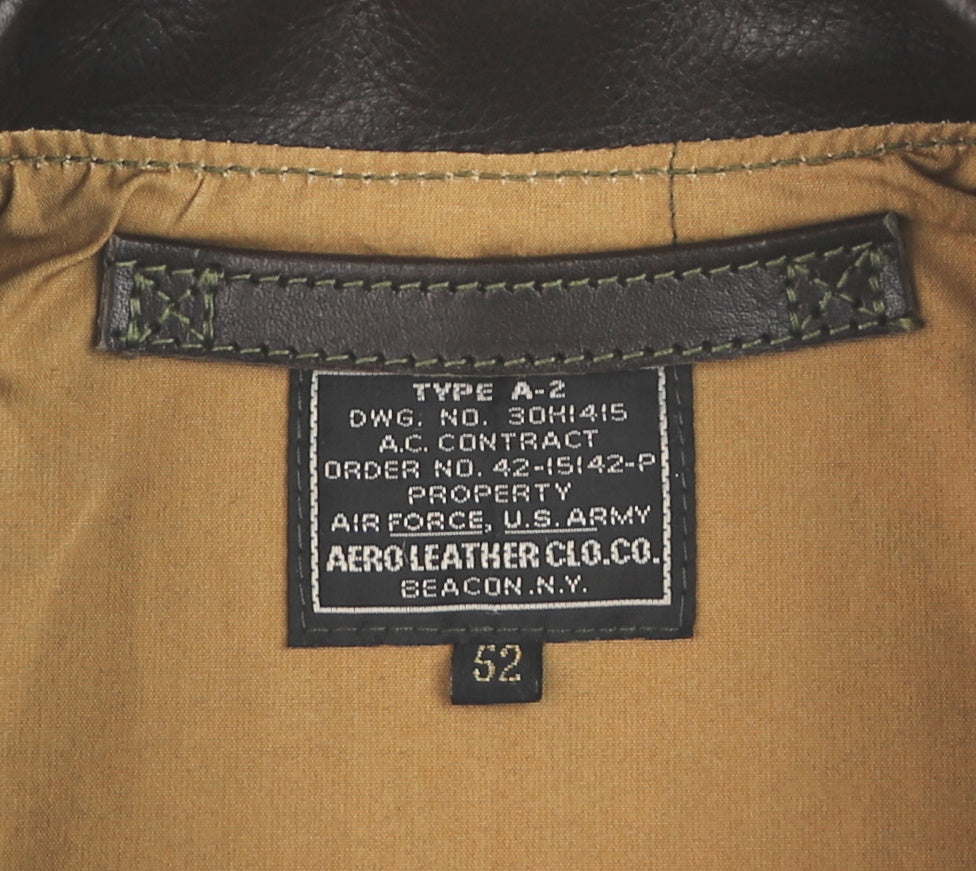 TYPE A-2
DWG. NO. 30H1415
A.C. CONTRACT
ORDER NO. 42-15142-P
PROPERTY
AIR FORCE, U.S. ARMY
AERO LEATHER CLO.CO.
BEACON.N.Y.
52